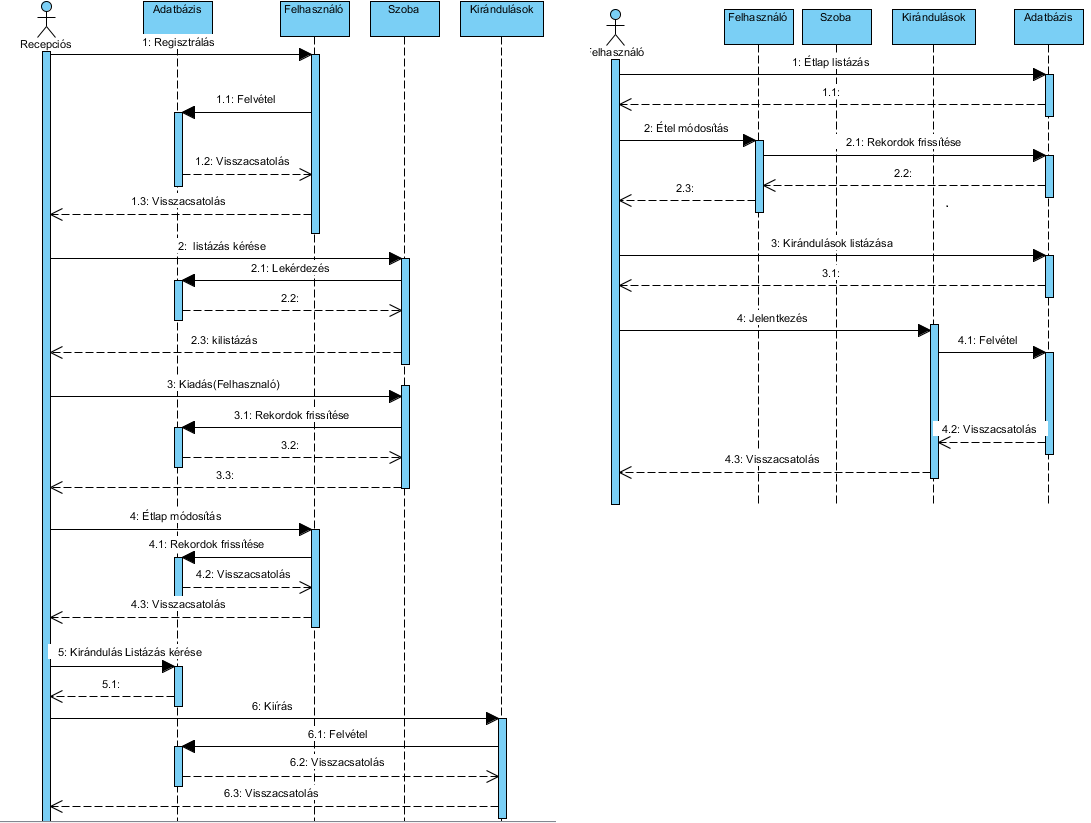 Adatbázis
Felhasználó
Szoba
Kirándulások
Recepciós
1: Regisztrálás
1.1: Felvétel
1.2: Visszacsatolás
1.3: Visszacsatolás
2: listázás kérése
2.1: Lekérdezés
2.2:
2.3: kilistázás
3: Kiadás(Felhasznaló)
3.1: Rekordok frissítése
3.2:
3.3:
4: Étlap módosítás
4.1: Rekordok frissítése
4.2: Visszacsatolás
4.3: Visszacsatolás
5: Kirándulás Listázás kérése
5.1:
6: Kiírás
6.1: Felvétel
6.2: Visszacsatolás
6.3: Visszacsatolás
Felhasználó
Szoba
Kirándulások
Adatbázis
Felhasználó
1: Étlap listázás
1.1:
2: Étel módosítás
2.1: Rekordok frissítése
2.2:
2.3:
3: Kirándulások listázása
3.1:
4: Jelentkezés
4.1: Felvétel
4.2: Visszacsatolás
4.3: Visszacsatolás